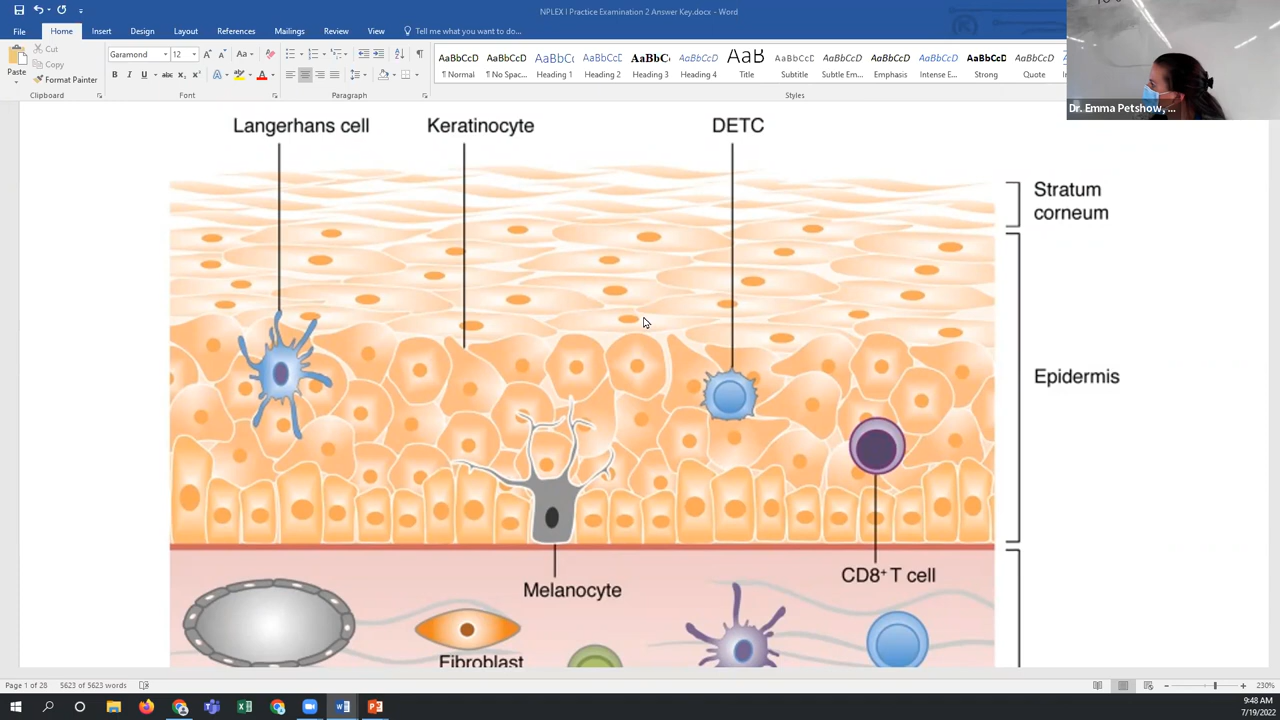 NPLEX I Practice Examination 2 Answer Key.docx - Word
File Home Insert Design Layout References Mailings Review View Tell me what you want to do...
Paste
Cut
Copy
Format Painter
Garamond 12
AaBbCcD AaBbCcD AaBbC AaBbCcD AaBbC AaBbCcD AaB AaBbCcD AaBbCcD AaBbCcD AaBbCcD AaBbCcD AaBbCcD
¶ Normal ¶ No Spac... Heading 1 Heading 2 Heading 3 Heading 4 Title Subtitle Subtle Em... Emphasis Intense E... Strong Quote
Clipboard Font Paragraph Styles
Dr. Emma Petshow, ...
Langerhans cell Keratinocyte DETC
Stratum
corneum
Epidermis
CD8+ T cell
Melanocyte
Fibroblast
Page 1 of 28 5623 of 5623 words 230%
9:48 AM
7/19/2022